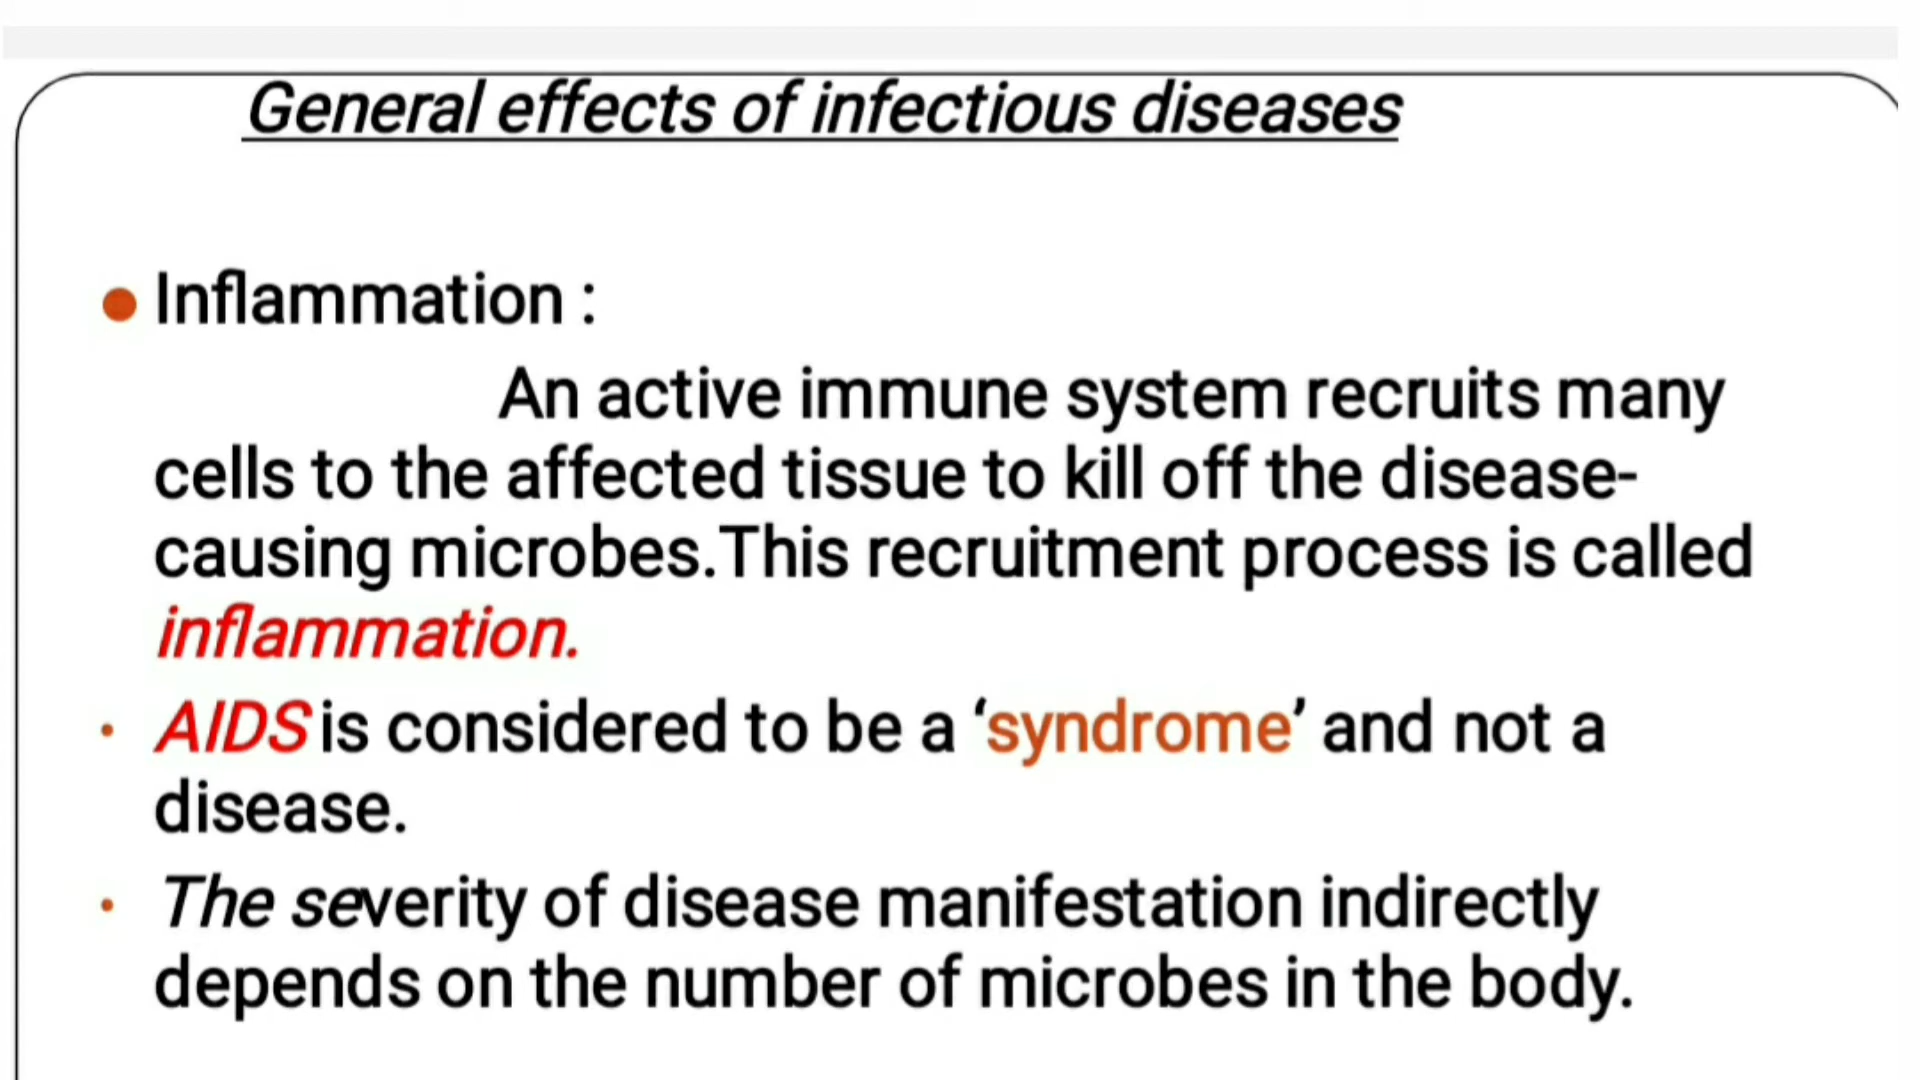 General effects of infectious diseases
Inflammation :
An active immune system recruits many
cells to the affected tissue to kill off the disease-
causing microbes.This recruitment process is called
inflammation.
AIDS is considered to be a ‘syndrome’ and not a
disease.
The severity of disease manifestation indirectly
depends on the number of microbes in the body.